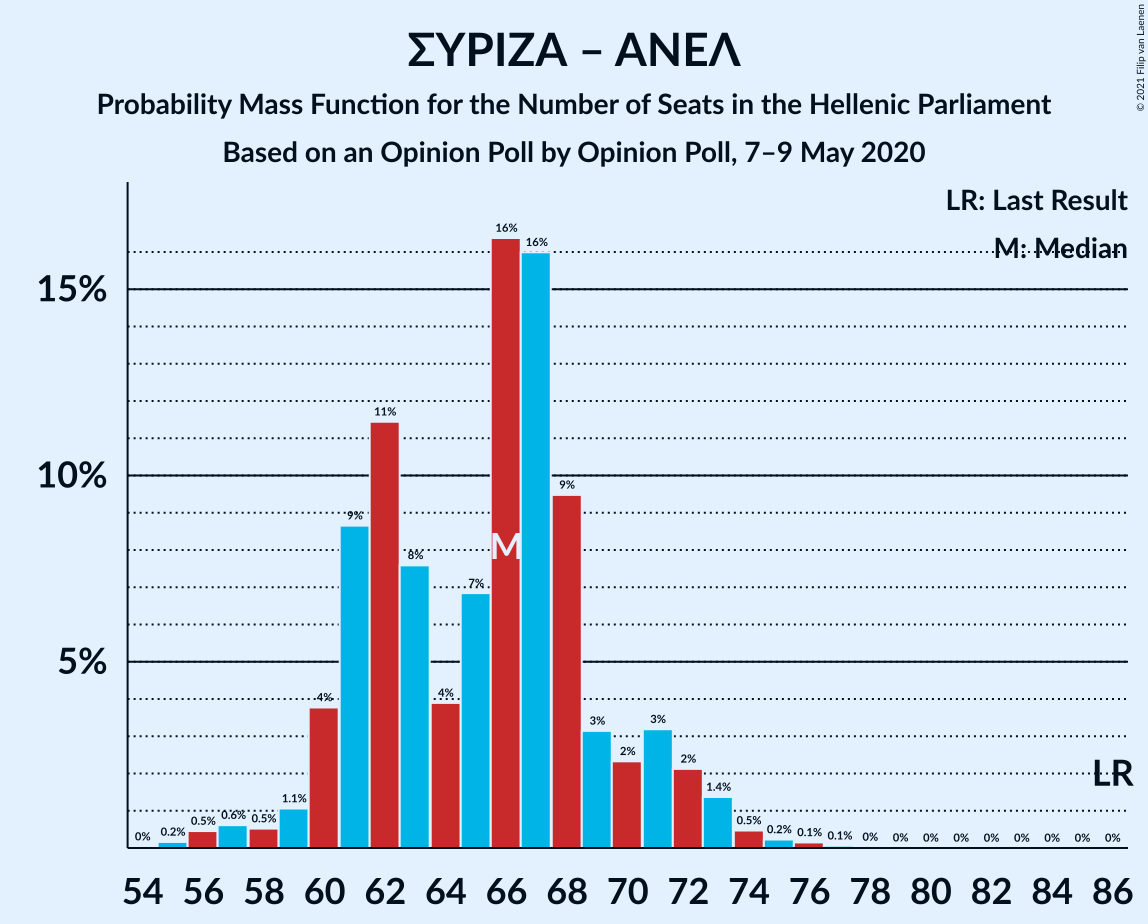 ΣΥΡΙΖΑ – ΑΝΕΛ
Probability Mass Function for the Number of Seats in the Hellenic Parliament
Based on an Opinion Poll by Opinion Poll, 7–9 May 2020
© 2021 Filip van Laenen
LR: Last Result
M: Median
15%
10%
5%
0% 0.2% 0.5% 0.6% 0.5% 1.1% 4% 9% 11% 8% 4% 7% 16% 16% 9% 3% 2% 3% 2% 1.4% 0.5% 0.2% 0.1% 0.1% 0% 0% 0% 0% 0% 0% 0% 0% 0%
M
LR
54 56 58 60 62 64 66 68 70 72 74 76 78 80 82 84 86